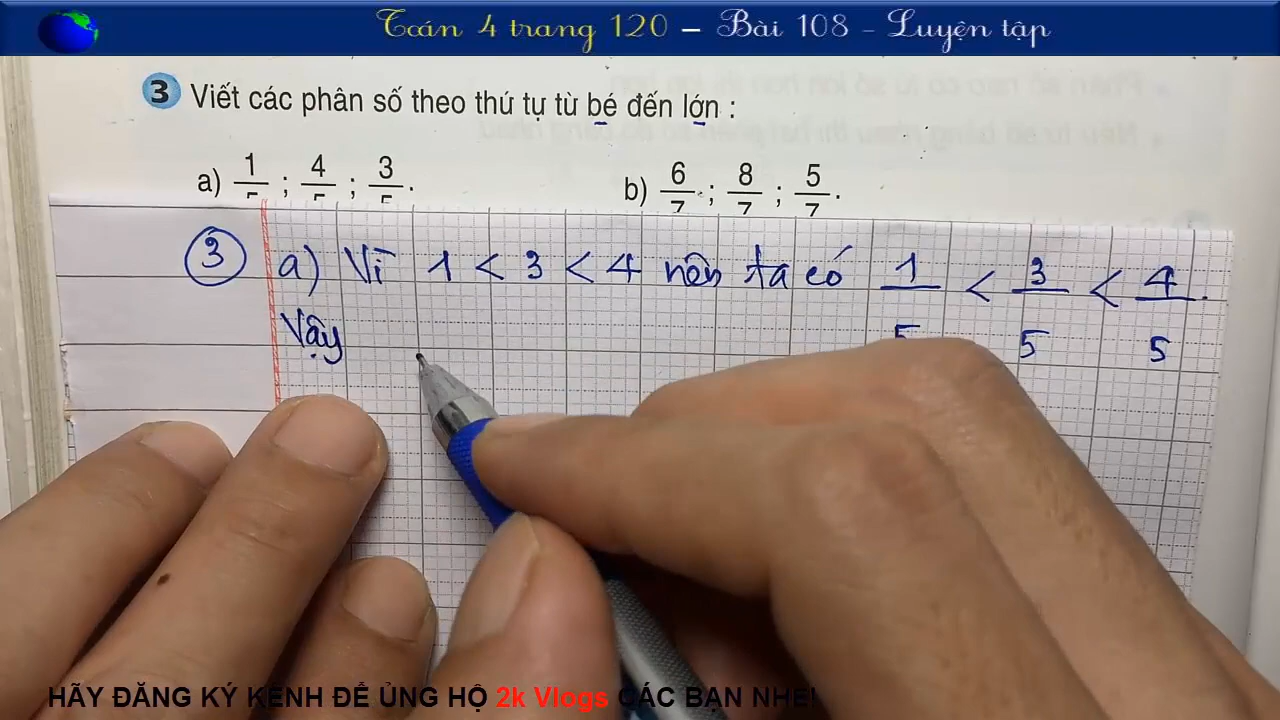 Toán 4 trang 120 – Bài 108 - Luyện tập
3 Viết các phân số theo thứ tự từ bé đến lớn :
a) 1/5 ; 4/5 ; 3/5 . b) 6/7 ; 8/7 ; 5/7 .
3 a) Vì 1 < 3 < 4 nên ta có 1/5 < 3/5 < 4/5 .
Vậy
HÃY ĐĂNG KÝ KÊNH ĐỂ ỦNG HỘ 2k Vlogs CÁC BẠN NHÉ!